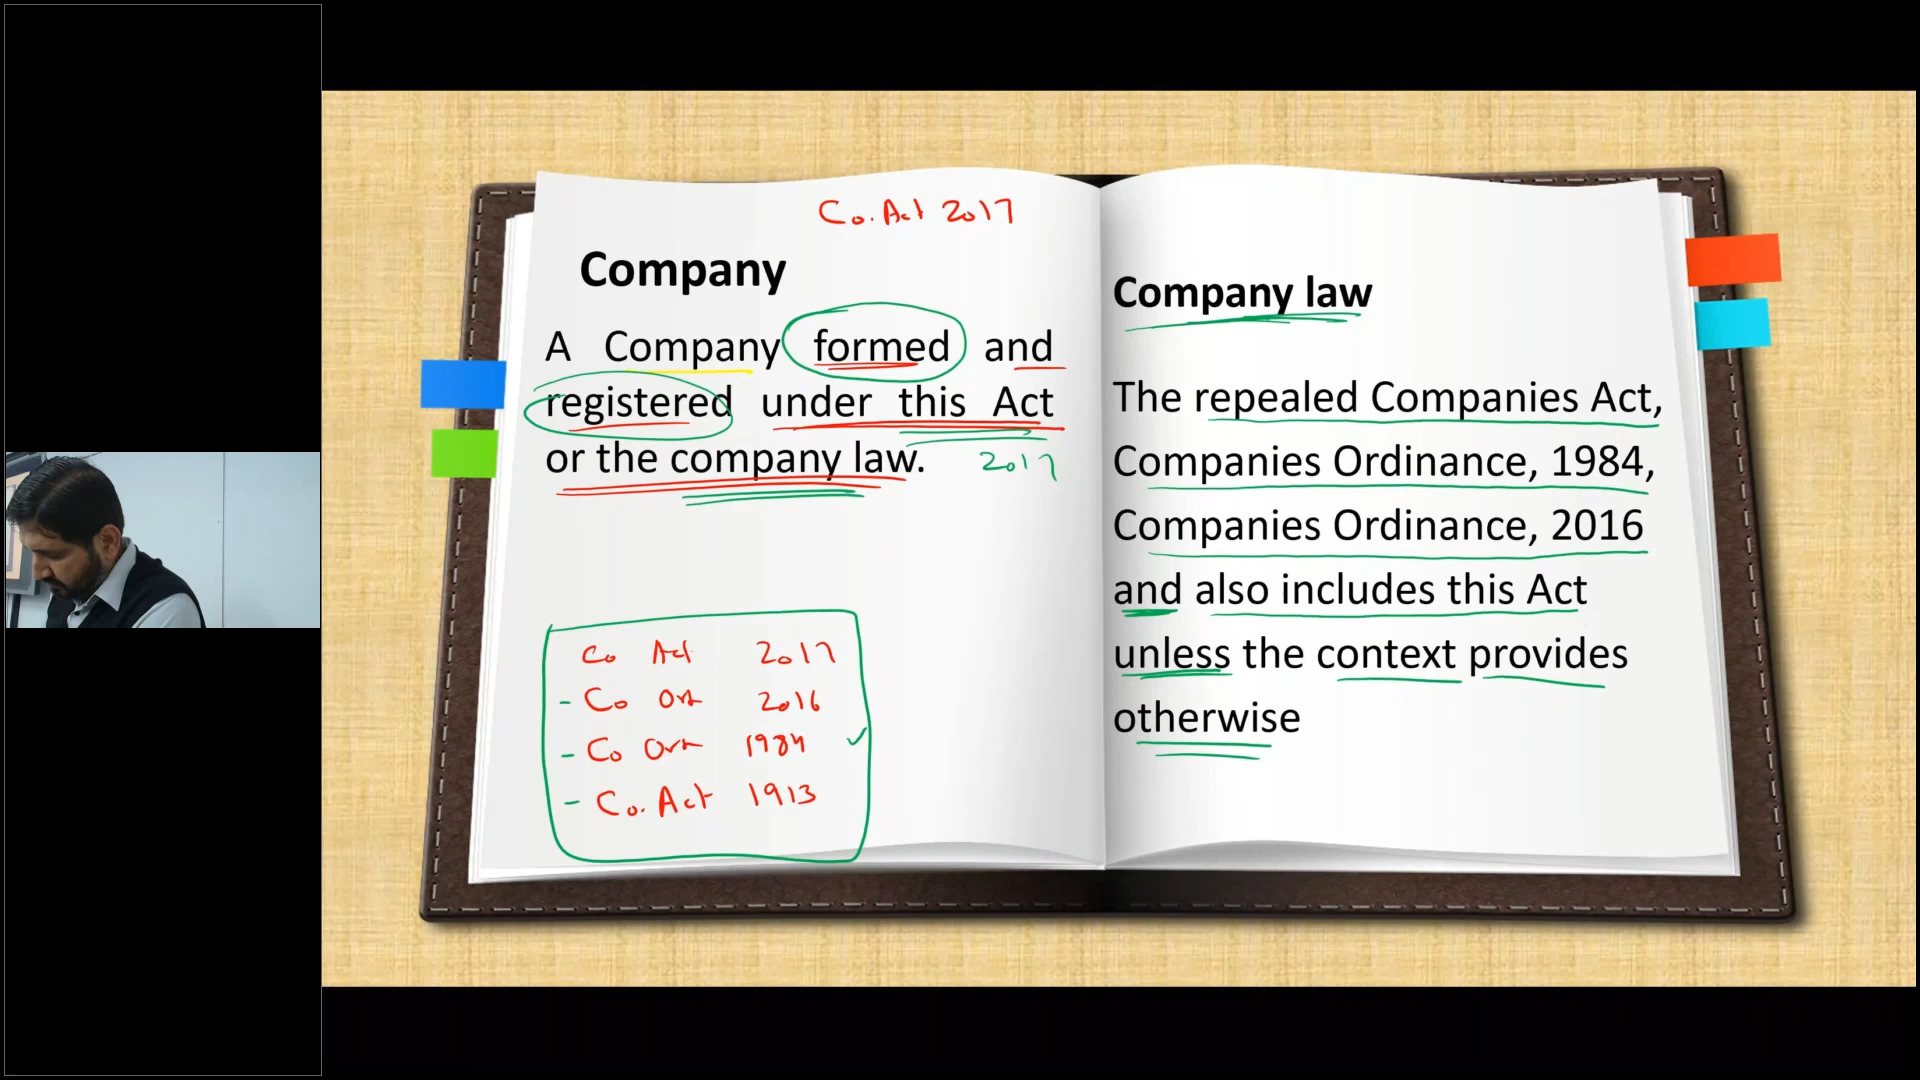 Co. Act 2017
Company
A Company formed and
registered under this Act
or the company law.
2017
Co Act 2017
- Co Or 2016
- Co Ord 1984
- Co. Act 1913
Company law
The repealed Companies Act,
Companies Ordinance, 1984,
Companies Ordinance, 2016
and also includes this Act
unless the context provides
otherwise